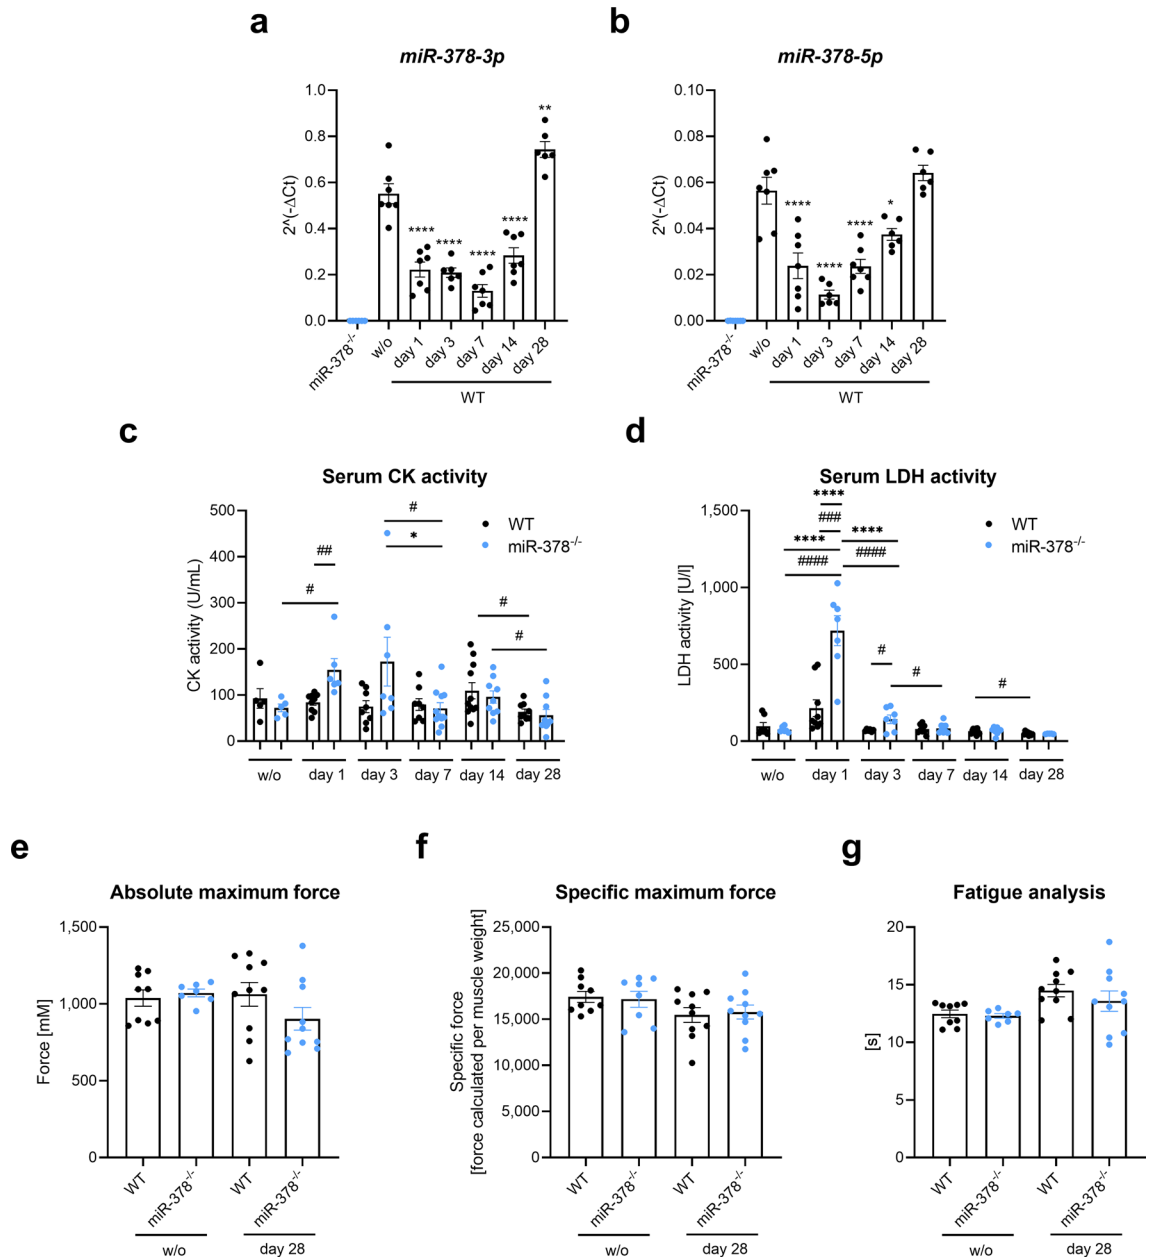 a
miR-378-3p
2^(-ΔCt)
1.0
0.8
0.6
0.4
0.2
0.0
**
****
****
****
****
miR-378-/-
w/o
day 1
day 3
day 7
day 14
day 28
WT
b
miR-378-5p
2^(-ΔCt)
0.10
0.08
0.06
0.04
0.02
0.00
****
****
****
*
miR-378-/-
w/o
day 1
day 3
day 7
day 14
day 28
WT
c
Serum CK activity
CK activity (U/mL)
500
400
300
200
100
0
#
##
#
*
#
#
WT
miR-378-/-
w/o
day 1
day 3
day 7
day 14
day 28
d
Serum LDH activity
LDH activity [U/l]
1,500
1,000
500
0
****
###
****
****
####
####
#
#
#
WT
miR-378-/-
w/o
day 1
day 3
day 7
day 14
day 28
e
Absolute maximum force
Force [mM]
1,500
1,000
500
0
WT
miR-378-/-
WT
miR-378-/-
w/o
day 28
f
Specific maximum force
Specific force
[force calculated per muscle weight]
25,000
20,000
15,000
10,000
5,000
0
WT
miR-378-/-
WT
miR-378-/-
w/o
day 28
g
Fatigue analysis
[s]
20
15
10
5
0
WT
miR-378-/-
WT
miR-378-/-
w/o
day 28